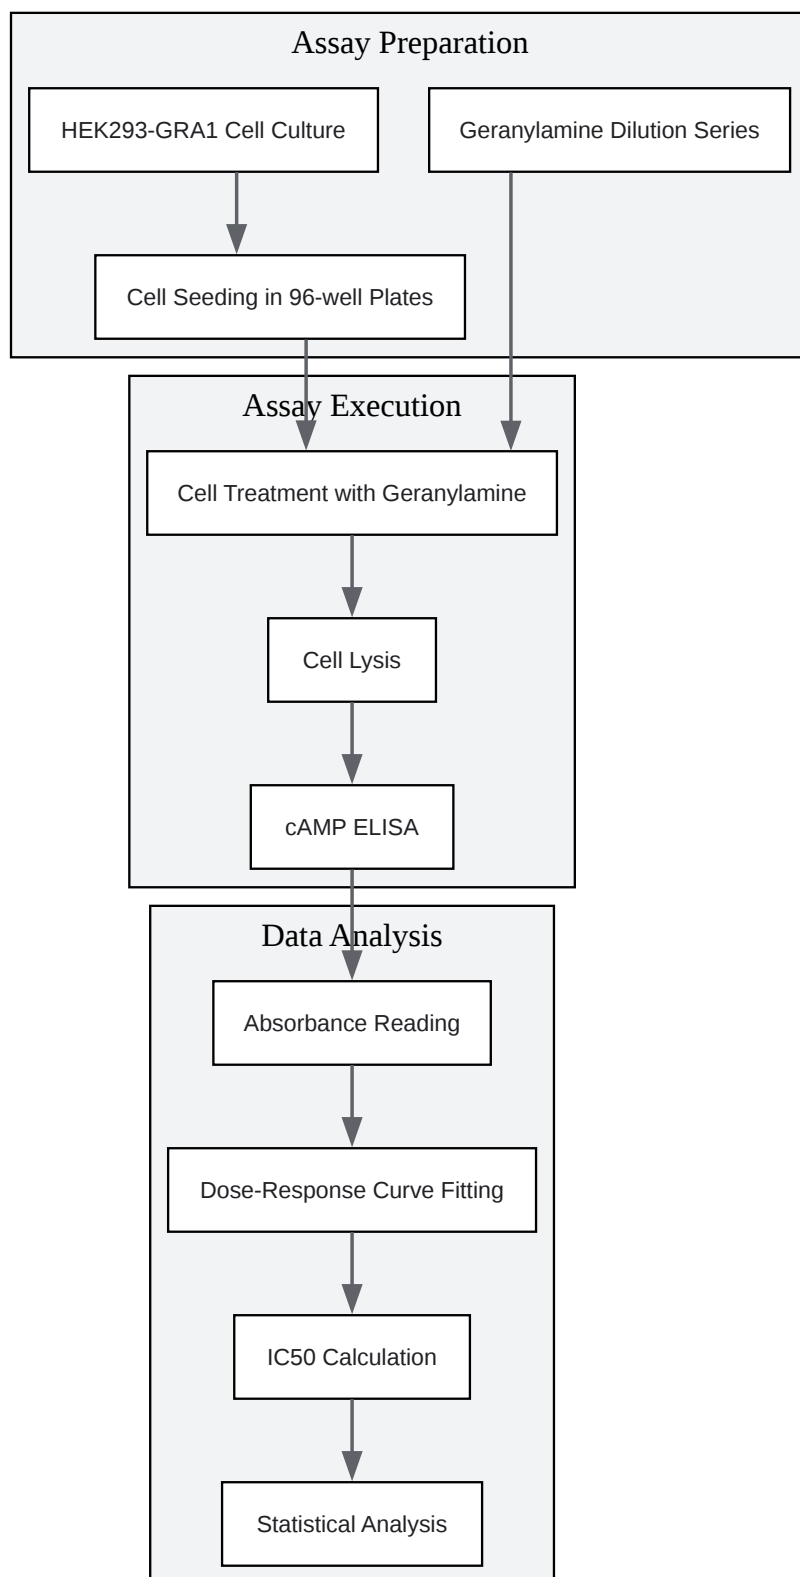 Assay Preparation
HEK293-GRA1 Cell Culture
Geranylamine Dilution Series
Cell Seeding in 96-well Plates
Assay Execution
Cell Treatment with Geranylamine
Cell Lysis
cAMP ELISA
Data Analysis
Absorbance Reading
Dose-Response Curve Fitting
IC50 Calculation
Statistical Analysis